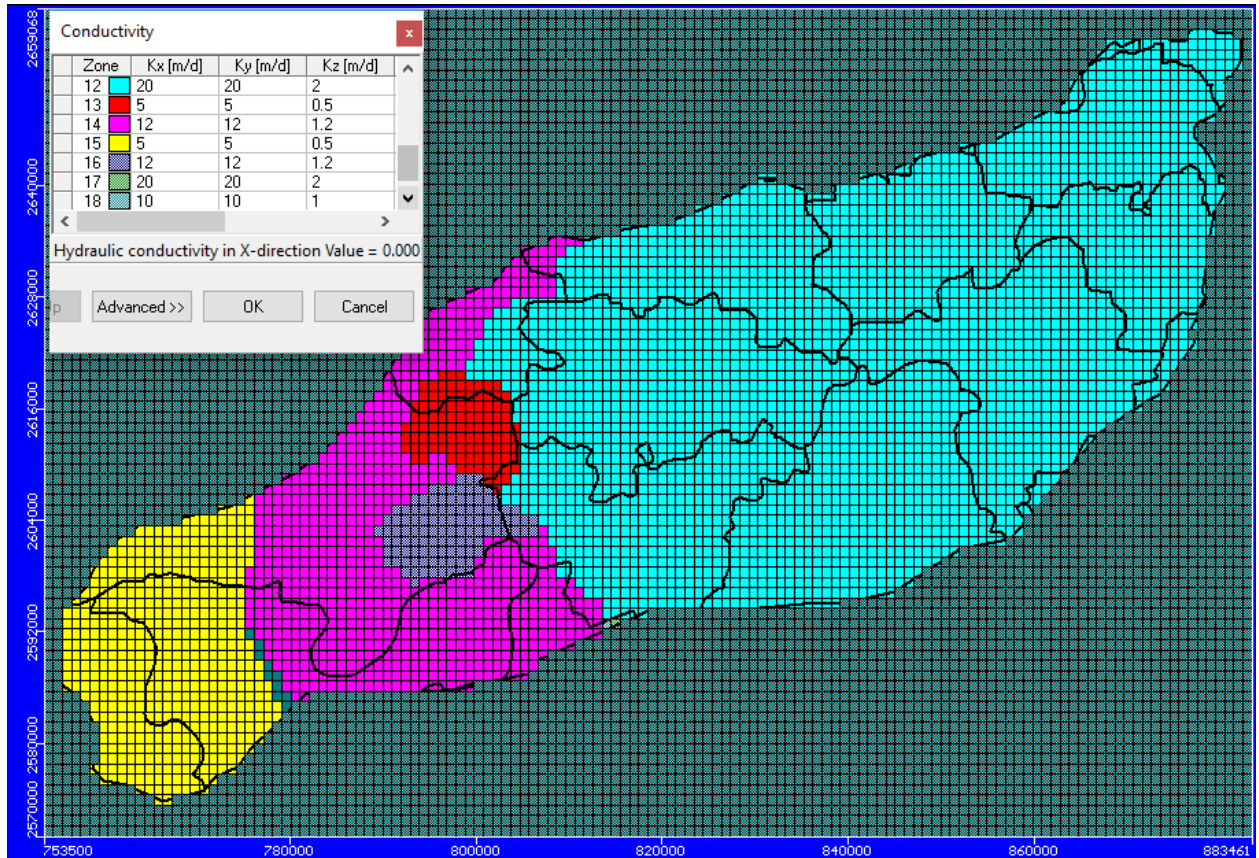 Conductivity
x
Zone Kx [m/d] Ky [m/d] Kz [m/d]
12 20 20 2
13 5 5 0.5
14 12 12 1.2
15 5 5 0.5
16 12 12 1.2
17 20 20 2
18 10 10 1
Hydraulic conductivity in X-direction Value = 0.000
p Advanced >> OK Cancel
2659068
2640000
2628000
2616000
2604000
2592000
2580000
2570000
753500 780000 800000 820000 840000 860000 883461